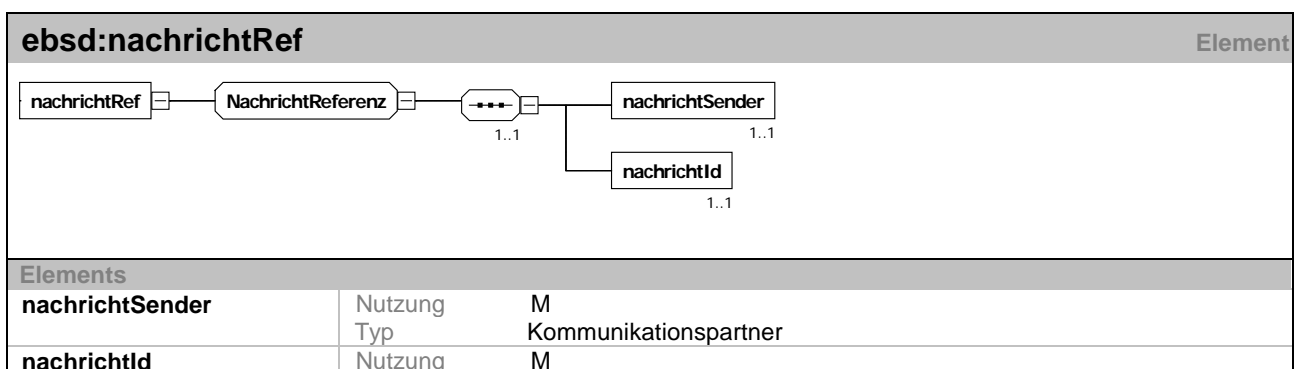 ebsd:nachrichtRef Element
nachrichtRef NachrichtReferenz nachrichtSender
1..1 1..1
nachrichtId
1..1
Elements
nachrichtSender Nutzung M
Typ Kommunikationspartner
nachrichtId Nutzung M